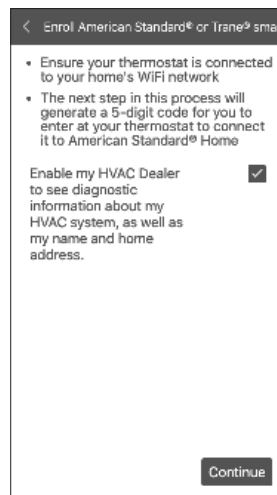 Enroll American Standard® or Trane® sma
• Ensure your thermostat is connected
to your home's WiFi network
• The next step in this process will
generate a 5-digit code for you to
enter at your thermostat to connect
it to American Standard® Home
Enable my HVAC Dealer
to see diagnostic
information about my
HVAC system, as well as
my name and home
address.
Continue